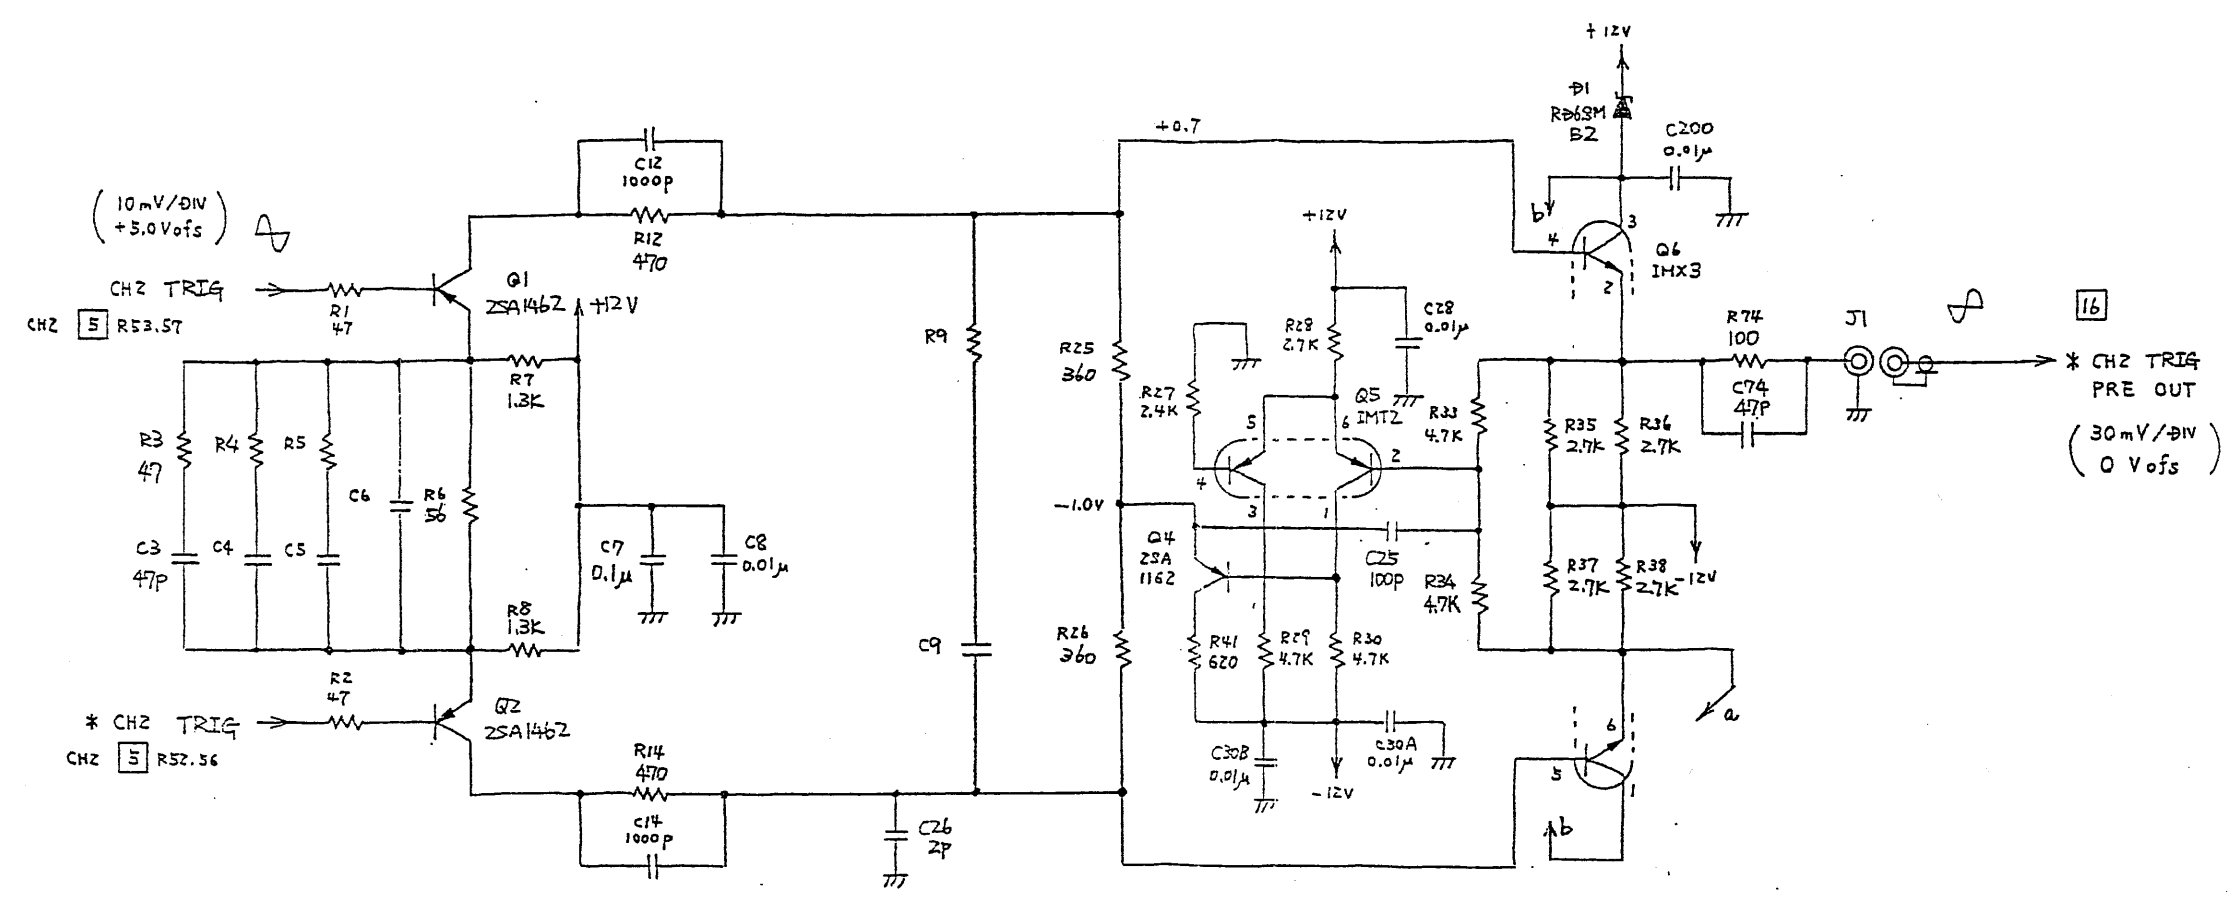 +12V
D1
RD6.8M
B2
C200
0.01μ
+0.7
C12
1000p
(10mV/DIV
+5.0Vofs)
b
3
4
Q6
IMX3
2
R12
470
+12V
CH2 TRIG
R1
47
Q1
2SA1462
+12V
CH2 5 R53.57
C28
0.01μ
R28
2.7K
R74
100
J1
16
* CH2 TRIG
PRE OUT
C74
47P
(30mV/DIV
0 Vofs)
R9
R25
360
R7
1.3K
R27
2.4K
Q5
IMT2
5
6
R33
4.7K
2
4
3
1
R35
2.7K
R36
2.7K
R3
47
R4
R5
C6
R6
56
-1.0V
C3
47P
C4
C5
C7
0.1μ
C8
0.01μ
Q4
2SA
1162
C25
100p
R34
4.7K
R37
2.7K
R38
2.7K
-12V
R8
1.3K
C9
R26
360
R41
620
R29
4.7K
R30
4.7K
R2
47
* CH2 TRIG
Q2
2SA1462
CH2 5 R52.56
a
6
5
1
R14
470
C30B
0.01μ
C30A
0.01μ
-12V
C14
1000p
C26
2p
b